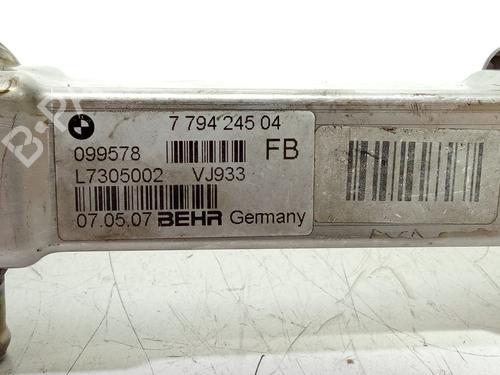 7 794 245 04
099578 FB
L7305002 VJ933
07.05.07 BEHR Germany
B-P